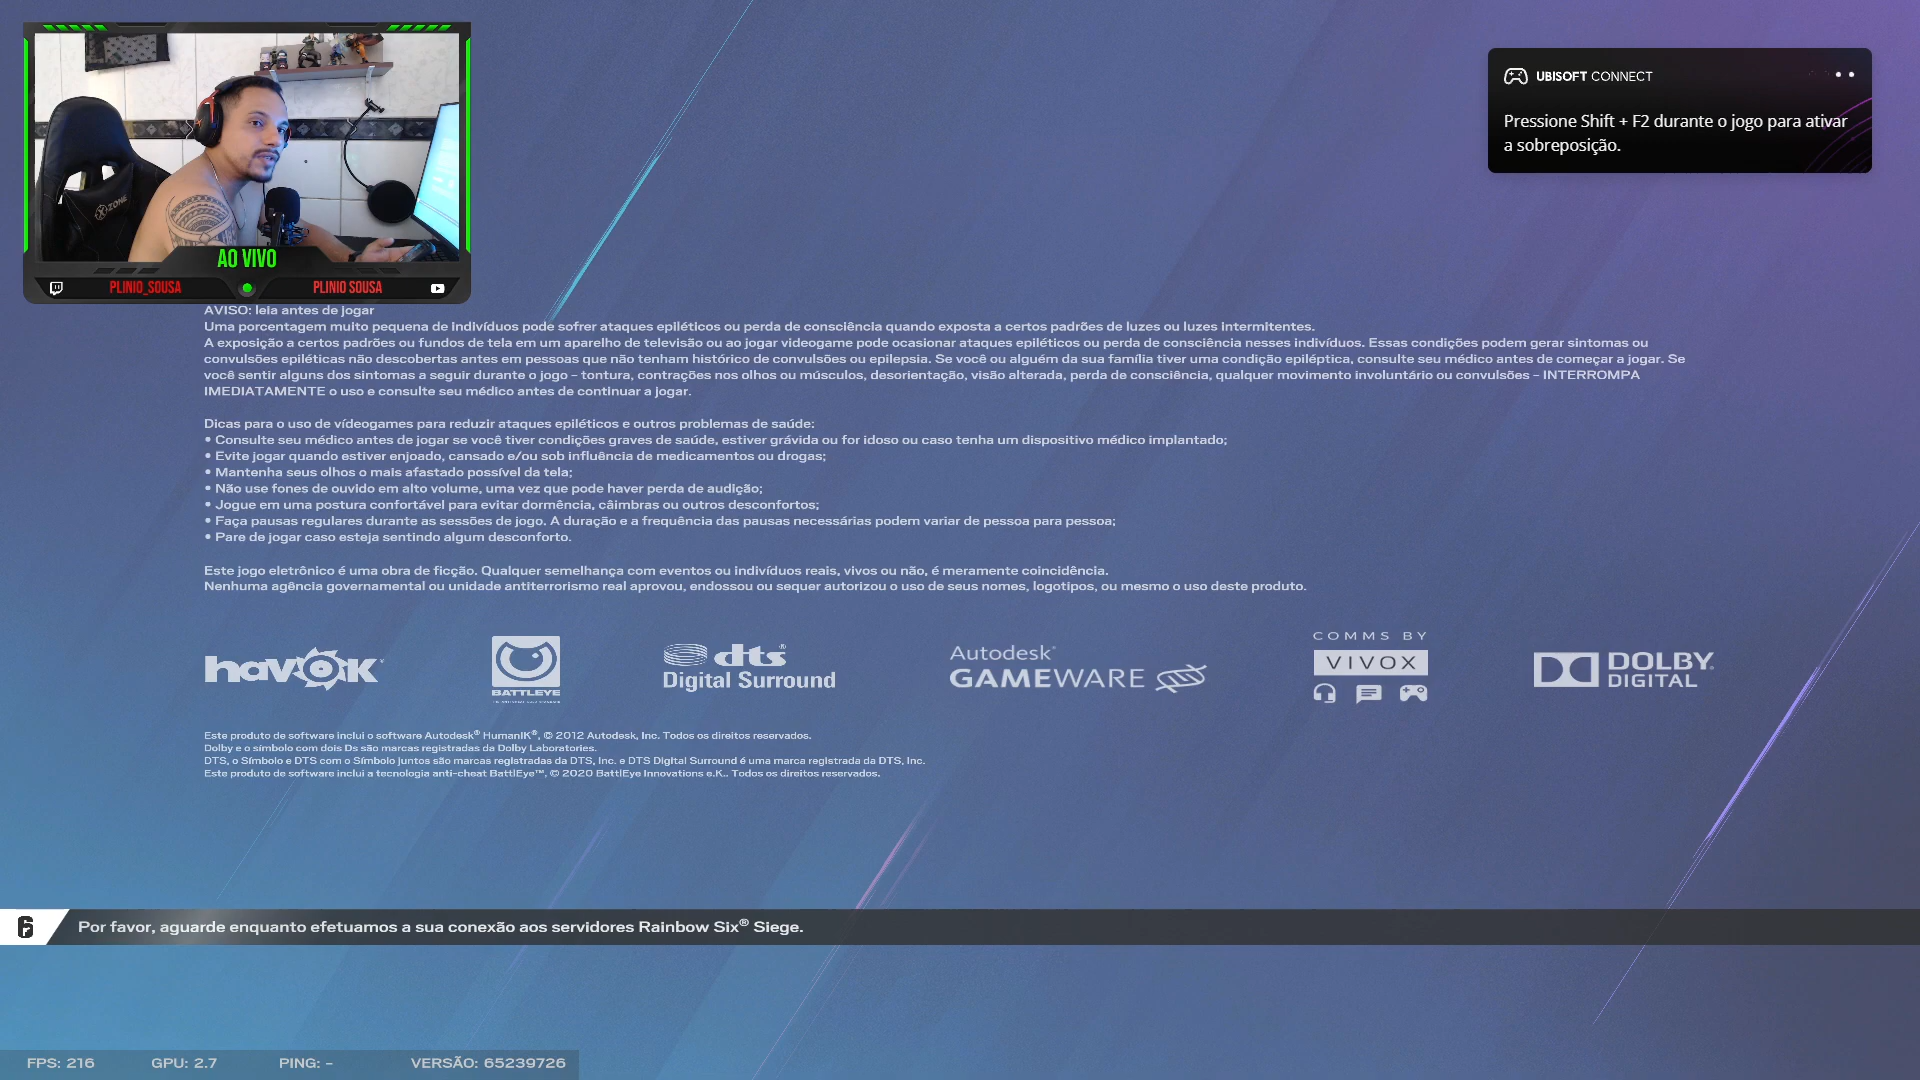 X ZONE
AO VIVO
PLINIO_SOUSA
PLINIO SOUSA
UBISOFT CONNECT
Pressione Shift + F2 durante o jogo para ativar
a sobreposição.
AVISO: leia antes de jogar
Uma porcentagem muito pequena de indivíduos pode sofrer ataques epiléticos ou perda de consciência quando exposta a certos padrões de luzes ou luzes intermitentes.
A exposição a certos padrões ou fundos de tela em um aparelho de televisão ou ao jogar videogame pode ocasionar ataques epiléticos ou perda de consciência nesses indivíduos. Essas condições podem gerar sintomas ou
convulsões epiléticas não descobertas antes em pessoas que não tenham histórico de convulsões ou epilepsia. Se você ou alguém da sua família tiver uma condição epiléptica, consulte seu médico antes de começar a jogar. Se
você sentir alguns dos sintomas a seguir durante o jogo – tontura, contrações nos olhos ou músculos, desorientação, visão alterada, perda de consciência, qualquer movimento involuntário ou convulsões – INTERROMPA
IMEDIATAMENTE o uso e consulte seu médico antes de continuar a jogar.
Dicas para o uso de vídeogames para reduzir ataques epiléticos e outros problemas de saúde:
• Consulte seu médico antes de jogar se você tiver condições graves de saúde, estiver grávida ou for idoso ou caso tenha um dispositivo médico implantado;
• Evite jogar quando estiver enjoado, cansado e/ou sob influência de medicamentos ou drogas;
• Mantenha seus olhos o mais afastado possível da tela;
• Não use fones de ouvido em alto volume, uma vez que pode haver perda de audição;
• Jogue em uma postura confortável para evitar dormência, câimbras ou outros desconfortos;
• Faça pausas regulares durante as sessões de jogo. A duração e a frequência das pausas necessárias podem variar de pessoa para pessoa;
• Pare de jogar caso esteja sentindo algum desconforto.
Este jogo eletrônico é uma obra de ficção. Qualquer semelhança com eventos ou indivíduos reais, vivos ou não, é meramente coincidência.
Nenhuma agência governamental ou unidade antiterrorismo real aprovou, endossou ou sequer autorizou o uso de seus nomes, logotipos, ou mesmo o uso deste produto.
havok
BATTLEYE
dts®
Digital Surround
Autodesk®
GAMEWARE
COMMS BY
VIVOX
DOLBY®
DIGITAL
Este produto de software inclui o software Autodesk® HumanIK®, © 2012 Autodesk, Inc. Todos os direitos reservados.
Dolby e o símbolo com dois Ds são marcas registradas da Dolby Laboratories.
DTS, o Símbolo e DTS com o Símbolo juntos são marcas registradas da DTS, Inc. e DTS Digital Surround é uma marca registrada da DTS, Inc.
Este produto de software inclui a tecnologia anti-cheat BattlEye™, © 2020 BattlEye Innovations e.K.. Todos os direitos reservados.
6 Por favor, aguarde enquanto efetuamos a sua conexão aos servidores Rainbow Six® Siege.
FPS: 216 GPU: 2.7 PING: – VERSÃO: 65239726